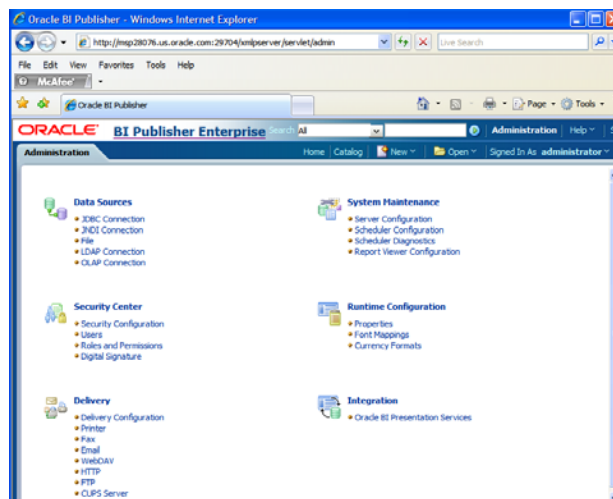 Oracle BI Publisher - Windows Internet Explorer
http://msp28076.us.oracle.com:29704/xmlpserver/servlet/admin
Live Search
File Edit View Favorites Tools Help
McAfee
Oracle BI Publisher
Page Tools
ORACLE BI Publisher Enterprise Search All Administration Help
Administration Home Catalog New Open Signed In As administrator
Data Sources
JDBC Connection
JNDI Connection
File
LDAP Connection
OLAP Connection
System Maintenance
Server Configuration
Scheduler Configuration
Scheduler Diagnostics
Report Viewer Configuration
Security Center
Security Configuration
Users
Roles and Permissions
Digital Signature
Runtime Configuration
Properties
Font Mappings
Currency Formats
Delivery
Delivery Configuration
Printer
Fax
Email
WebDAV
HTTP
FTP
CUPS Server
Integration
Oracle BI Presentation Services